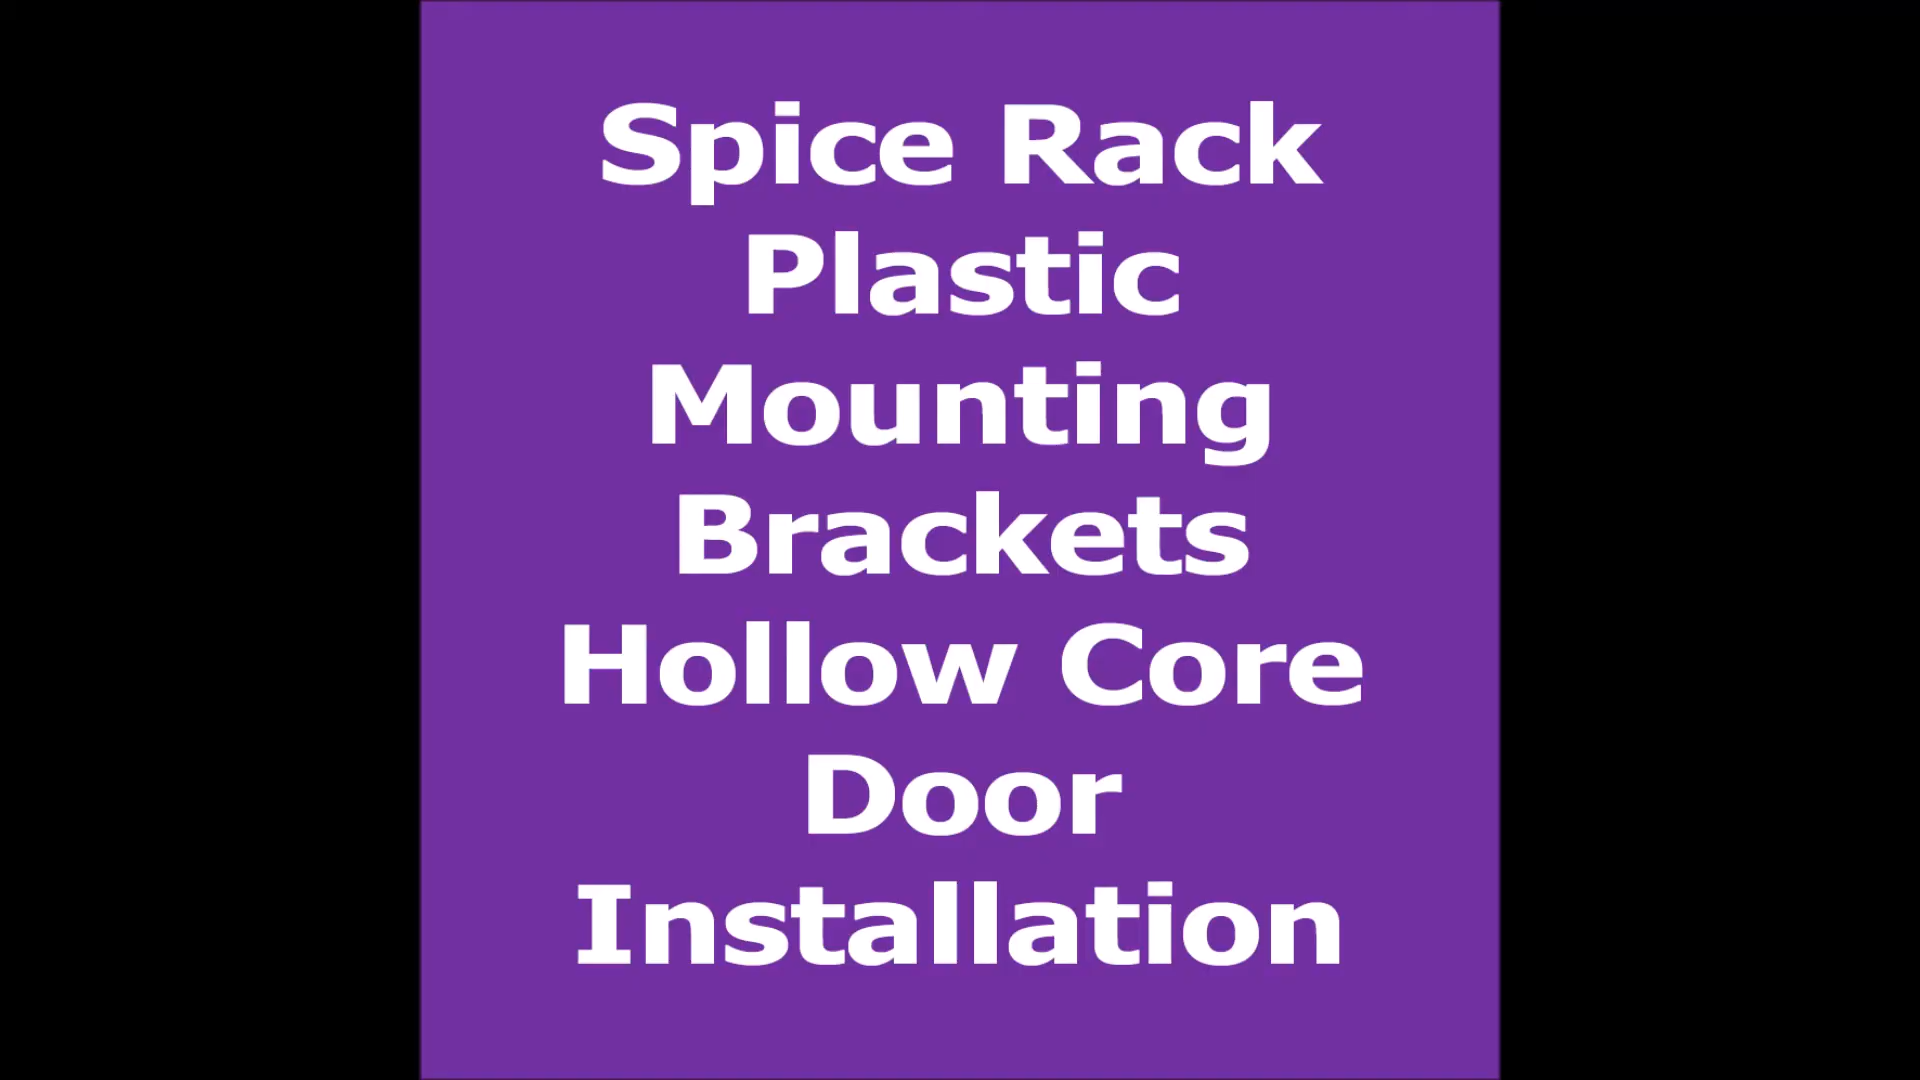 Spice Rack
Plastic
Mounting
Brackets
Hollow Core
Door
Installation